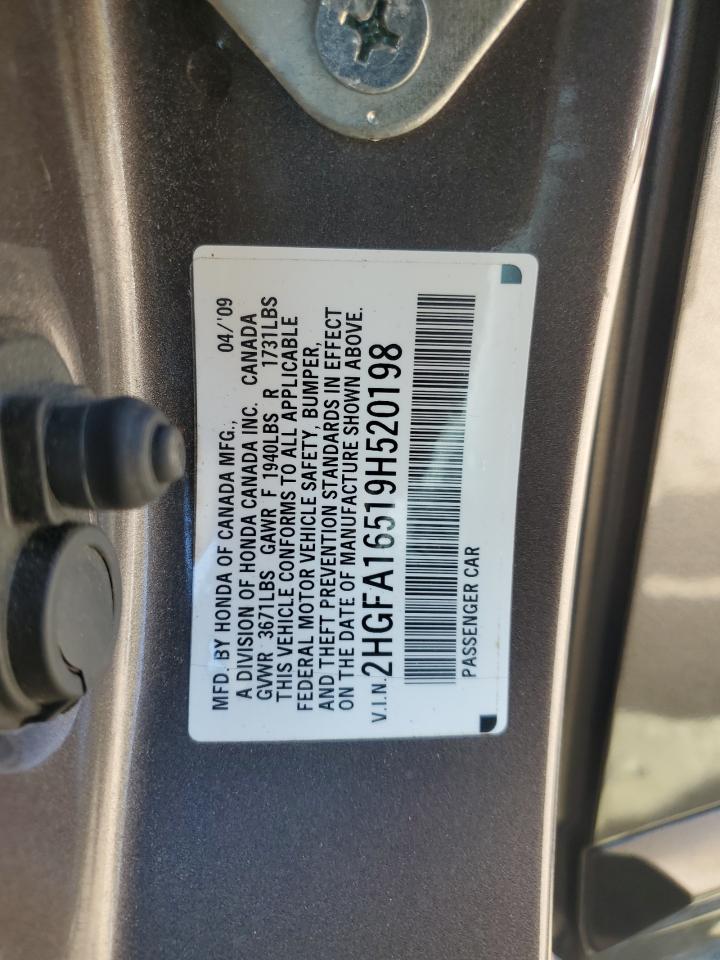 MFD. BY HONDA OF CANADA MFG., 04/'09
A DIVISION OF HONDA CANADA INC. CANADA
GVWR 3671LBS GAWR F 1940LBS R 1731LBS
THIS VEHICLE CONFORMS TO ALL APPLICABLE
FEDERAL MOTOR VEHICLE SAFETY, BUMPER,
AND THEFT PREVENTION STANDARDS IN EFFECT
ON THE DATE OF MANUFACTURE SHOWN ABOVE.
V.I.N. 2HGFA16519H520198
PASSENGER CAR